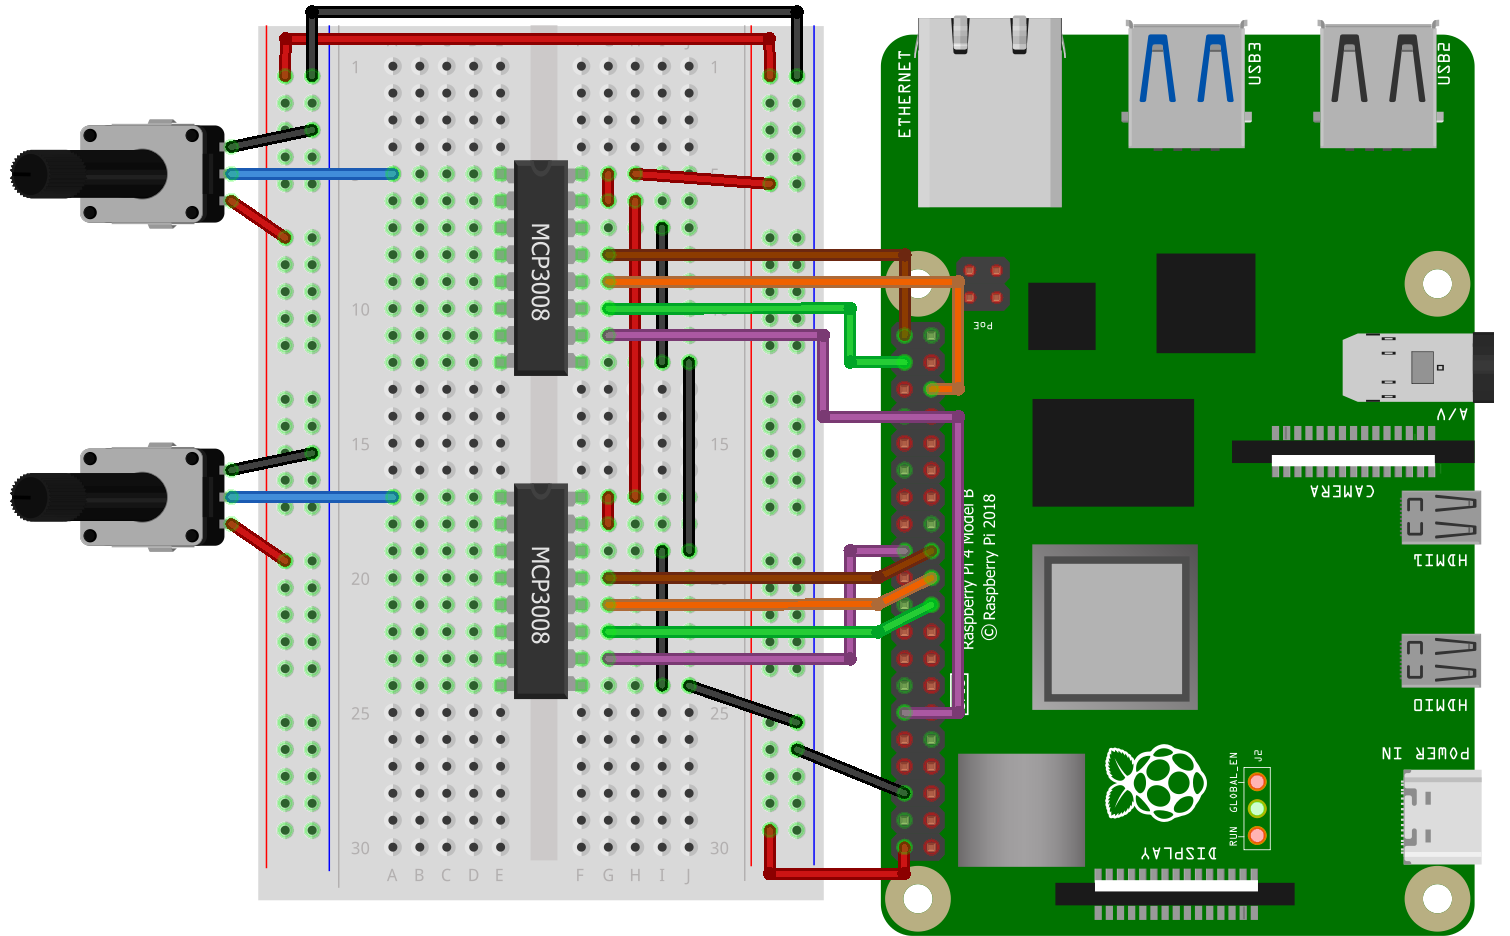 ETHERNET
USB3
USB2
1
1
MCP3008
10
PoE
A/V
15
15
CAMERA
MCP3008
Raspberry Pi 4 Model B
© Raspberry Pi 2018
HDMI1
20
HDMI0
25
25
POWER IN
J2
GLOBAL_EN
RUN
DISPLAY
30
30
A B C D E F G H I J